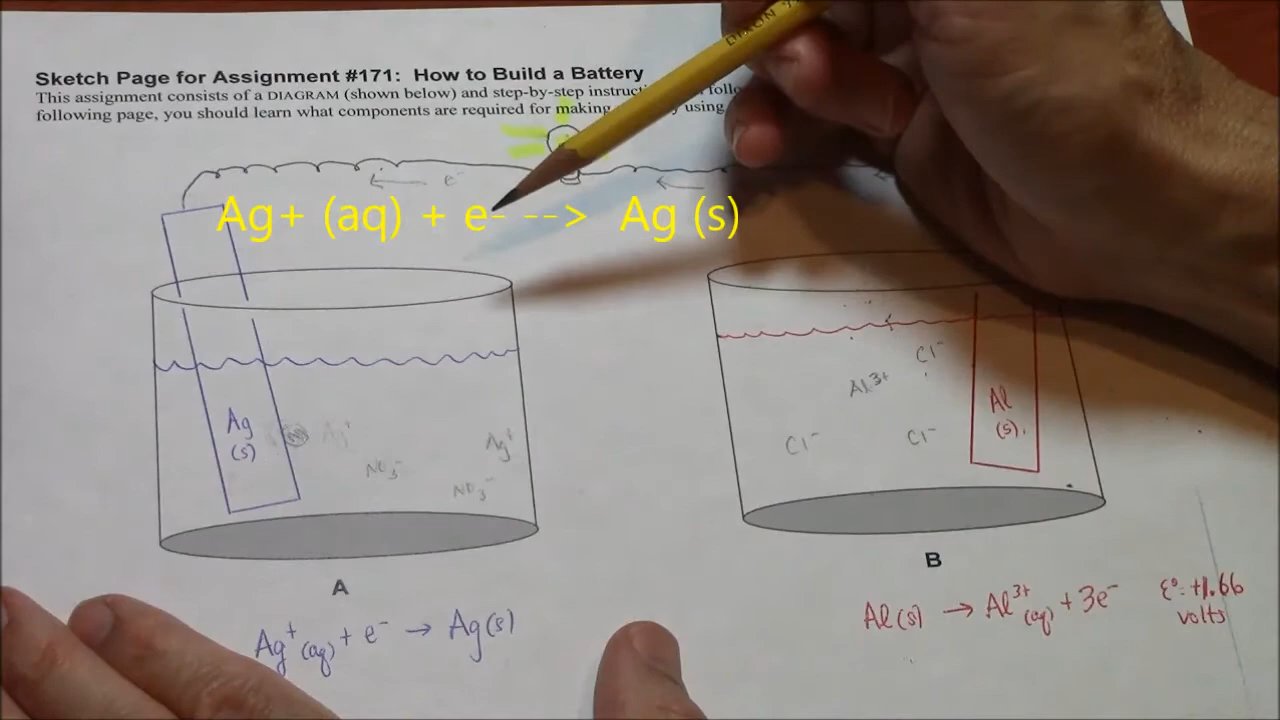 Sketch Page for Assignment #171: How to Build a Battery
This assignment consists of a DIAGRAM (shown below) and step-by-step
following page, you should learn what components are required for making using
DIXON
e⁻
Ag+ (aq) + e- --> Ag (s)
Cl⁻
Al³⁺
Ag
(s)
Ag⁺
Ag⁺
NO₃⁻
NO₃⁻
Cl⁻
Cl⁻
Al
(s)
A
B
Ag⁺(aq) + e⁻ → Ag(s)
Al(s) → Al³⁺(aq) + 3e⁻
ε°=+1.66
volts